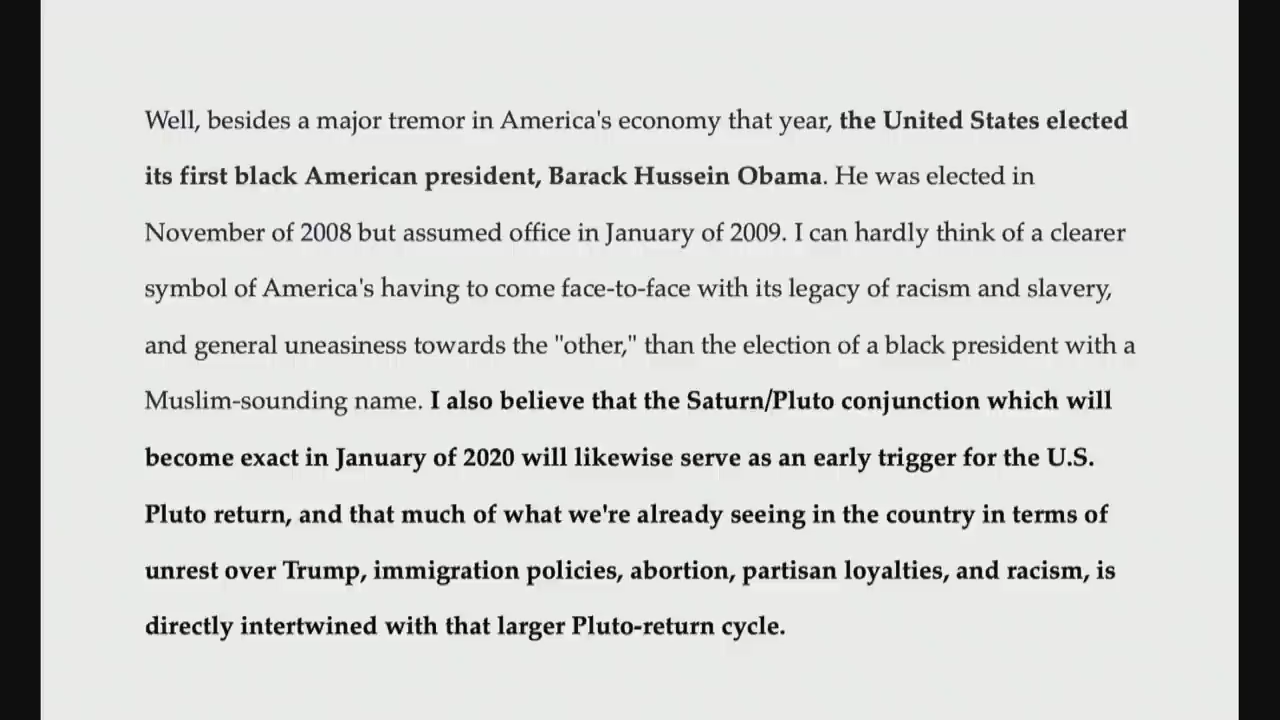 Well, besides a major tremor in America's economy that year, the United States elected
its first black American president, Barack Hussein Obama. He was elected in
November of 2008 but assumed office in January of 2009. I can hardly think of a clearer
symbol of America's having to come face-to-face with its legacy of racism and slavery,
and general uneasiness towards the "other," than the election of a black president with a
Muslim-sounding name. I also believe that the Saturn/Pluto conjunction which will
become exact in January of 2020 will likewise serve as an early trigger for the U.S.
Pluto return, and that much of what we're already seeing in the country in terms of
unrest over Trump, immigration policies, abortion, partisan loyalties, and racism, is
directly intertwined with that larger Pluto-return cycle.